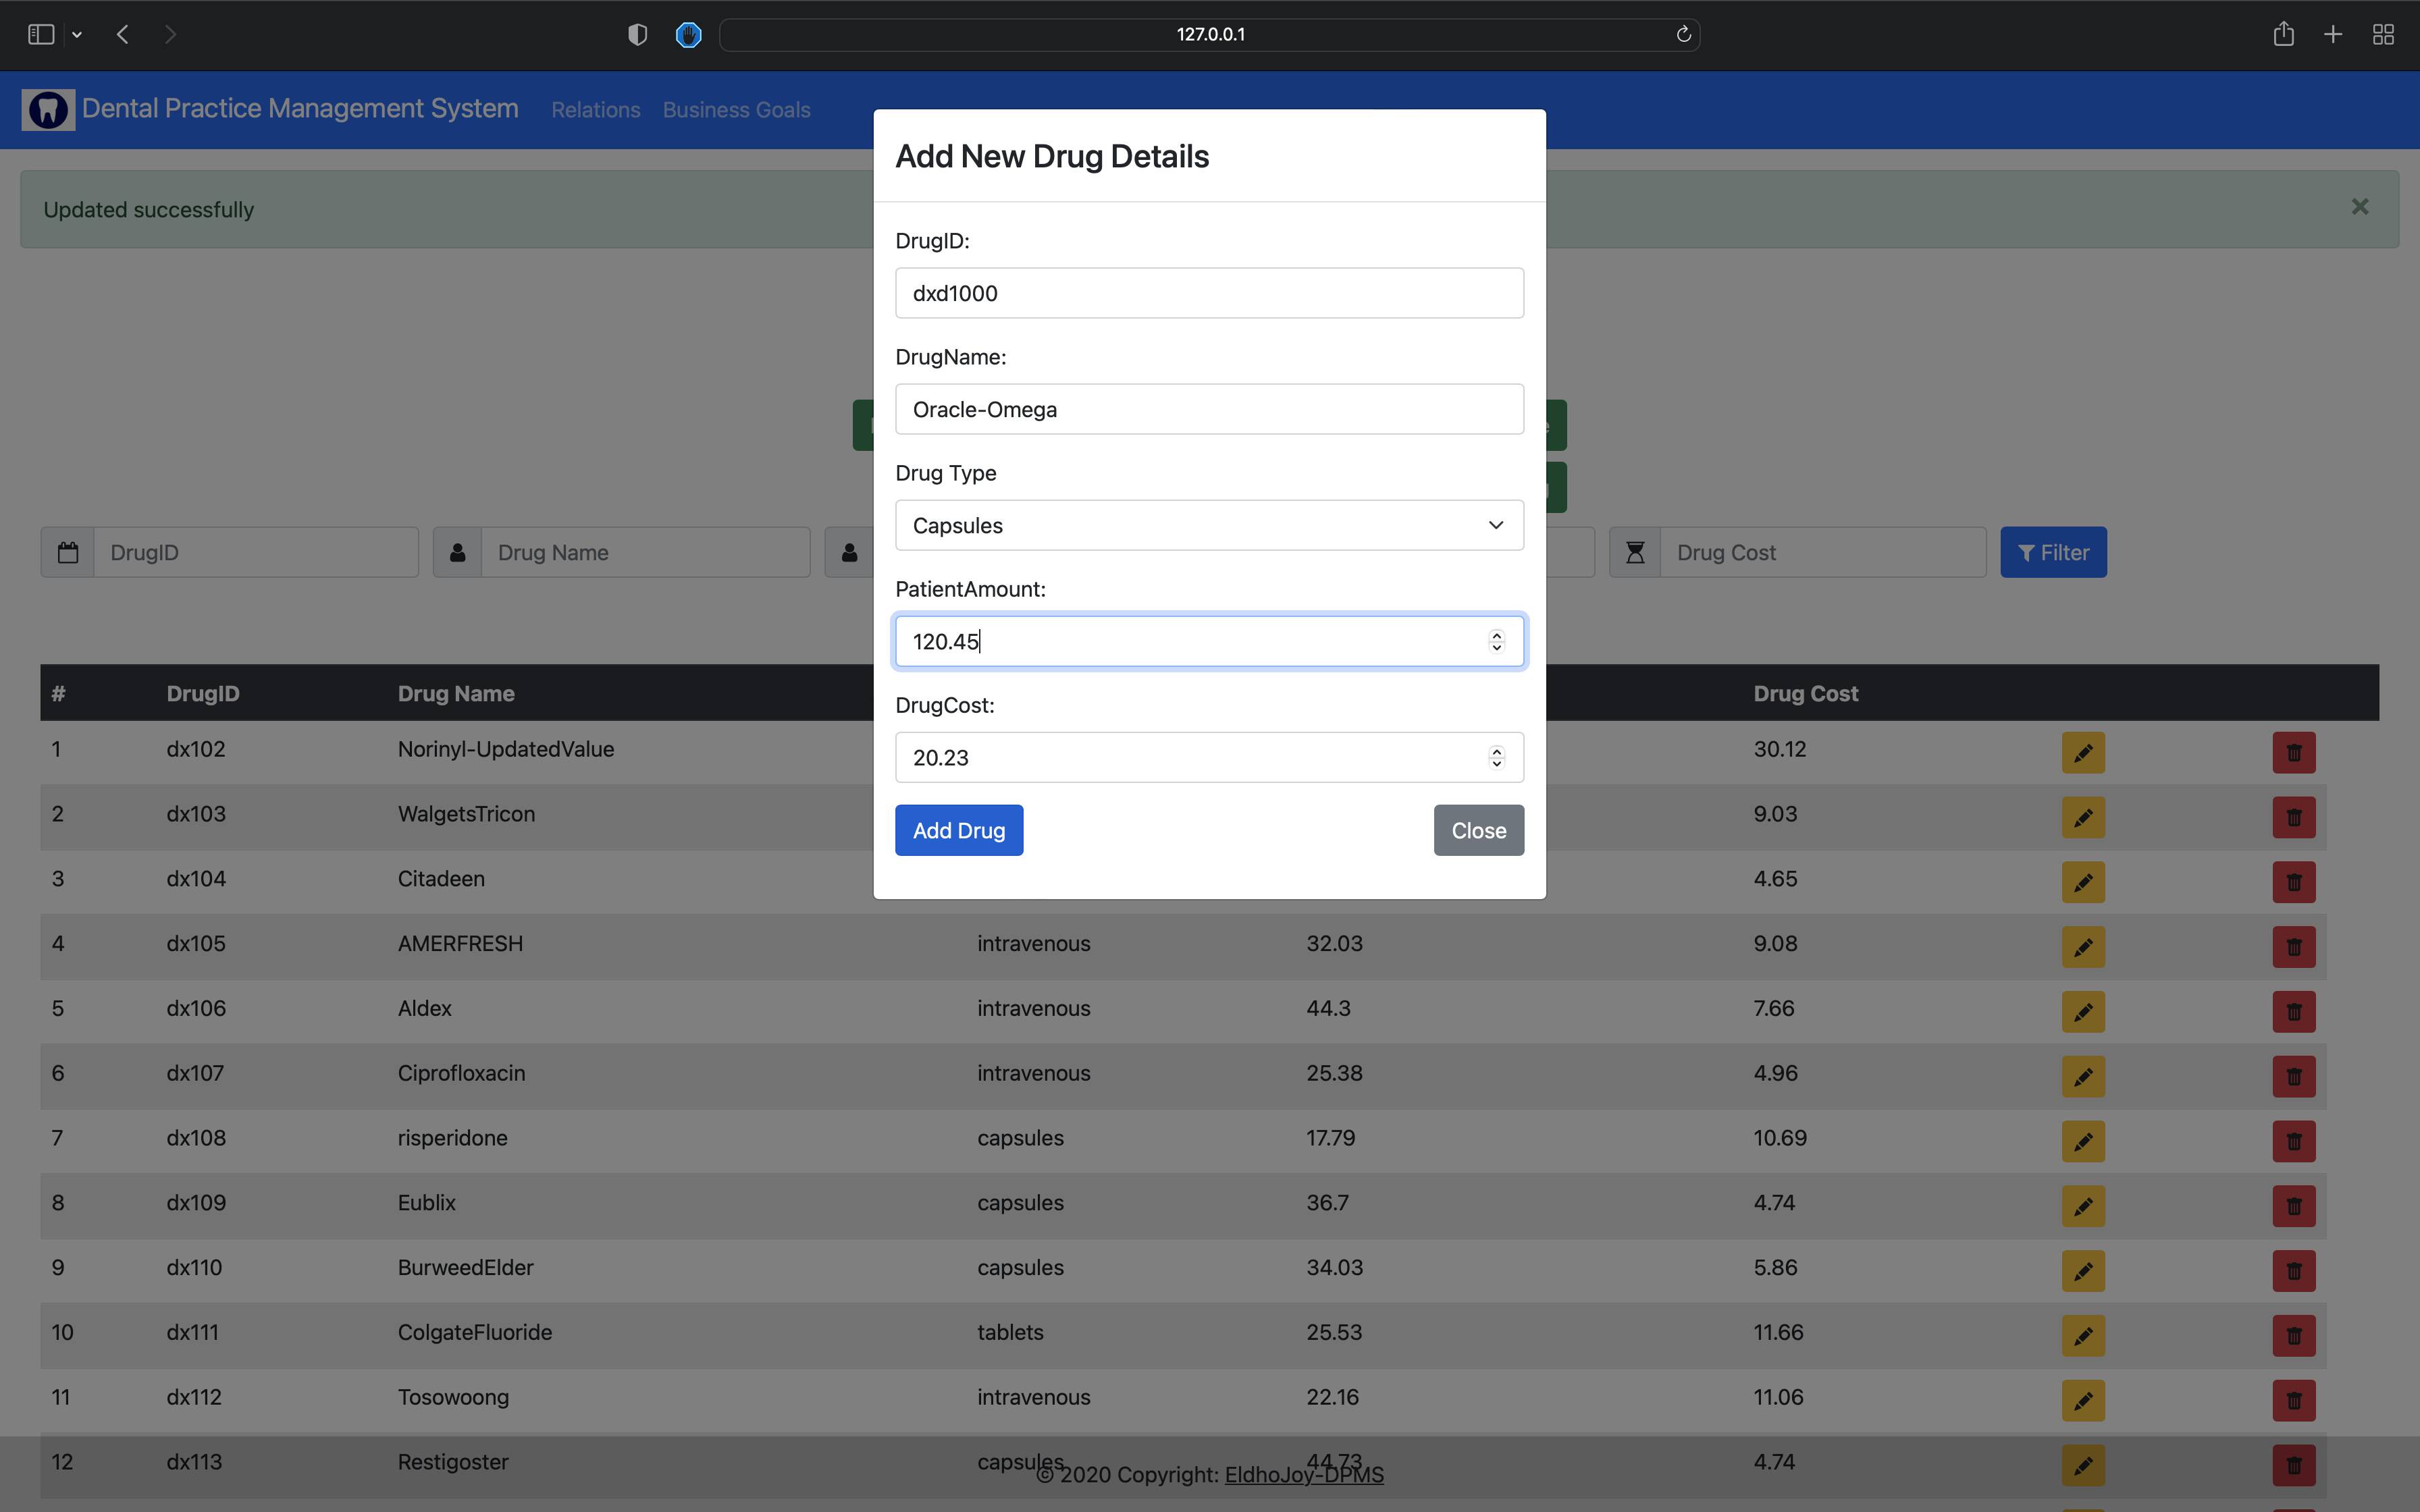 127.0.0.1
Dental Practice Management System Relations Business Goals
Updated successfully
Add New Drug Details
DrugID:
dxd1000
DrugName:
Oracle-Omega
Drug Type
Capsules
PatientAmount:
120.45
DrugCost:
20.23
Add Drug Close
DrugID Drug Name Drug Cost Filter
# DrugID Drug Name Drug Cost
1 dx102 Norinyl-UpdatedValue 30.12
2 dx103 WalgetsTricon 9.03
3 dx104 Citadeen 4.65
4 dx105 AMERFRESH intravenous 32.03 9.08
5 dx106 Aldex intravenous 44.3 7.66
6 dx107 Ciprofloxacin intravenous 25.38 4.96
7 dx108 risperidone capsules 17.79 10.69
8 dx109 Eublix capsules 36.7 4.74
9 dx110 BurweedElder capsules 34.03 5.86
10 dx111 ColgateFluoride tablets 25.53 11.66
11 dx112 Tosowoong intravenous 22.16 11.06
12 dx113 Restigoster capsules 44.73 4.74
© 2020 Copyright: EldhoJoy-DPMS